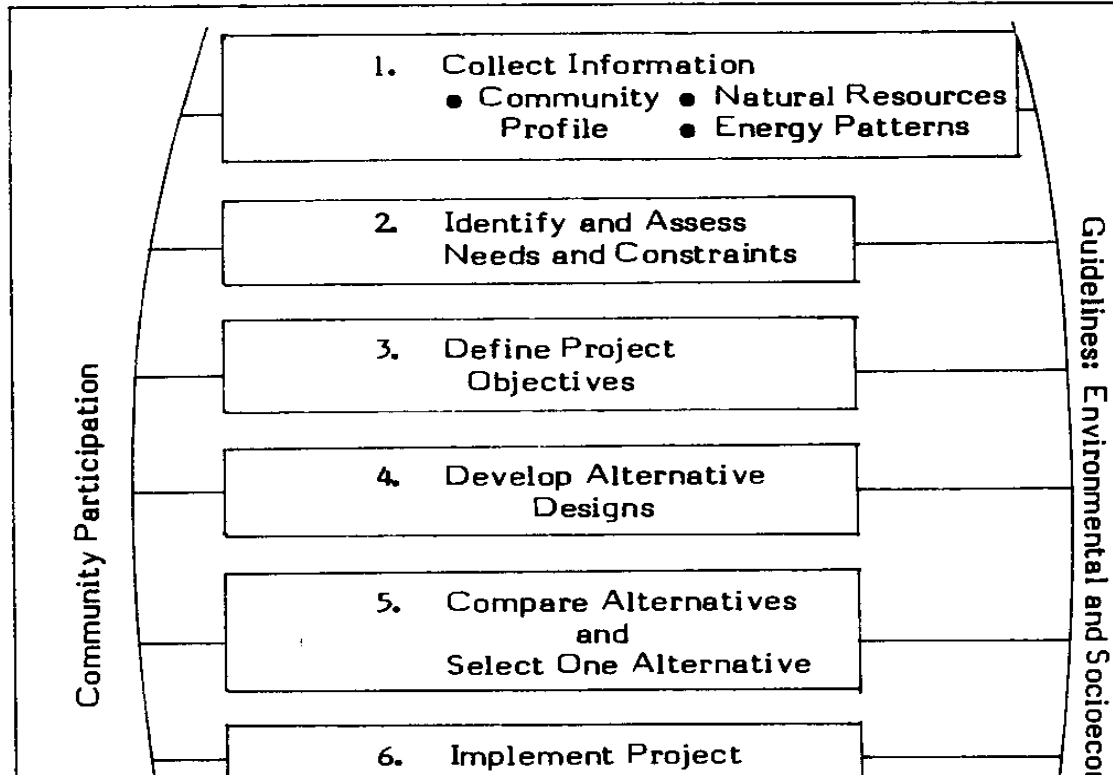 1. Collect Information
● Community ● Natural Resources
Profile ● Energy Patterns
2. Identify and Assess
Needs and Constraints
3. Define Project
Objectives
4. Develop Alternative
Designs
5. Compare Alternatives
and
Select One Alternative
6. Implement Project
Community Participation
Guidelines: Environmental and Socioecon